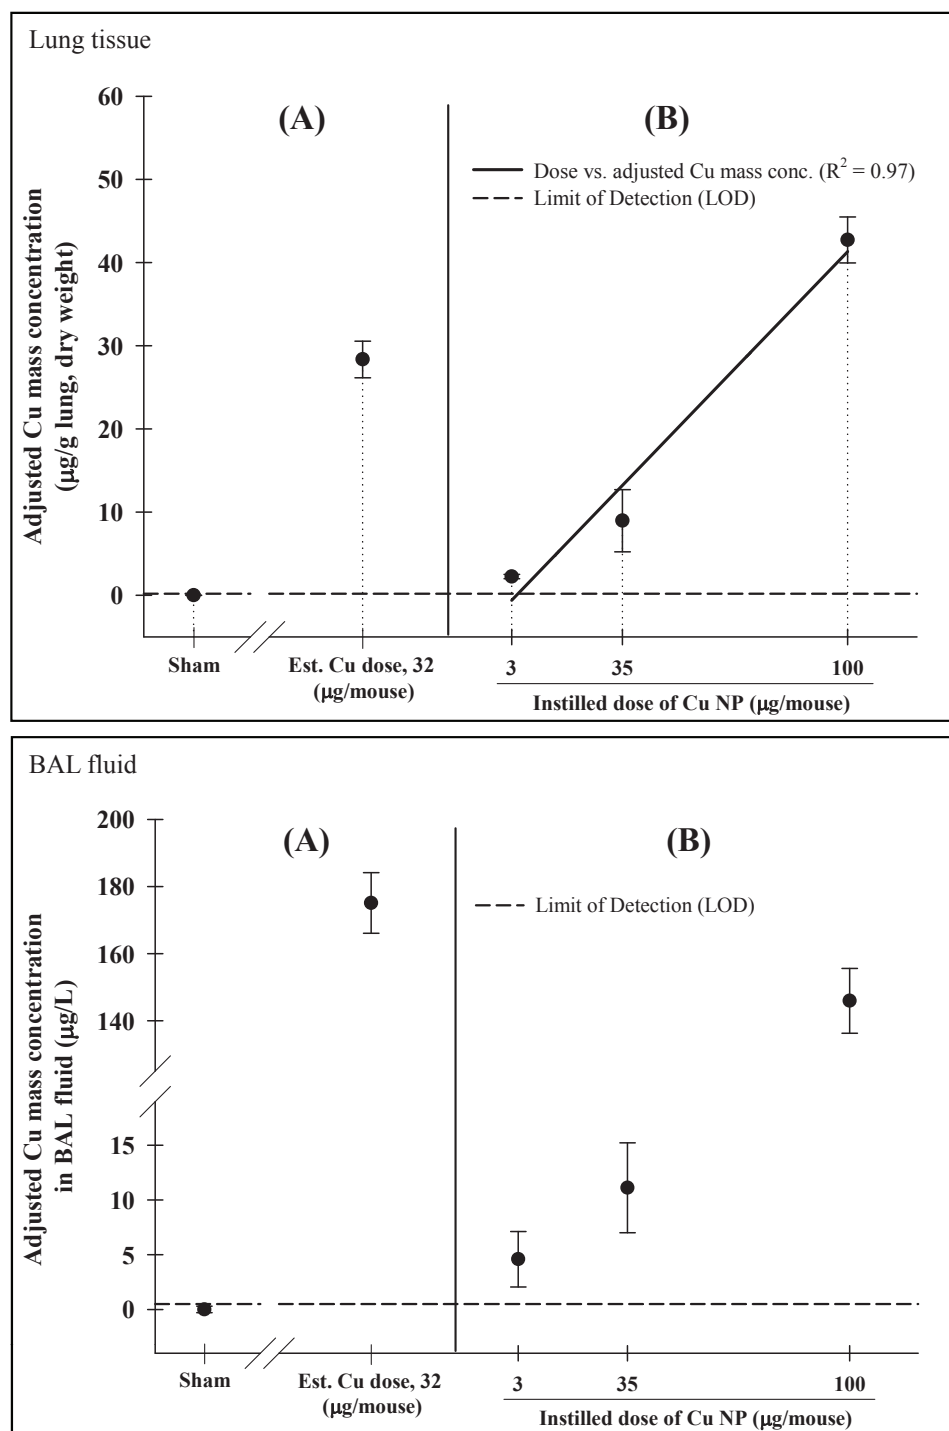 Lung tissue
(A)
(B)
Dose vs. adjusted Cu mass conc. (R² = 0.97)
Limit of Detection (LOD)
Adjusted Cu mass concentration
(µg/g lung, dry weight)
60
50
40
30
20
10
0
Sham
Est. Cu dose, 32
(µg/mouse)
3 35 100
Instilled dose of Cu NP (µg/mouse)
BAL fluid
(A)
(B)
Limit of Detection (LOD)
Adjusted Cu mass concentration
in BAL fluid (µg/L)
200
180
160
140
15
10
5
0
Sham
Est. Cu dose, 32
(µg/mouse)
3 35 100
Instilled dose of Cu NP (µg/mouse)